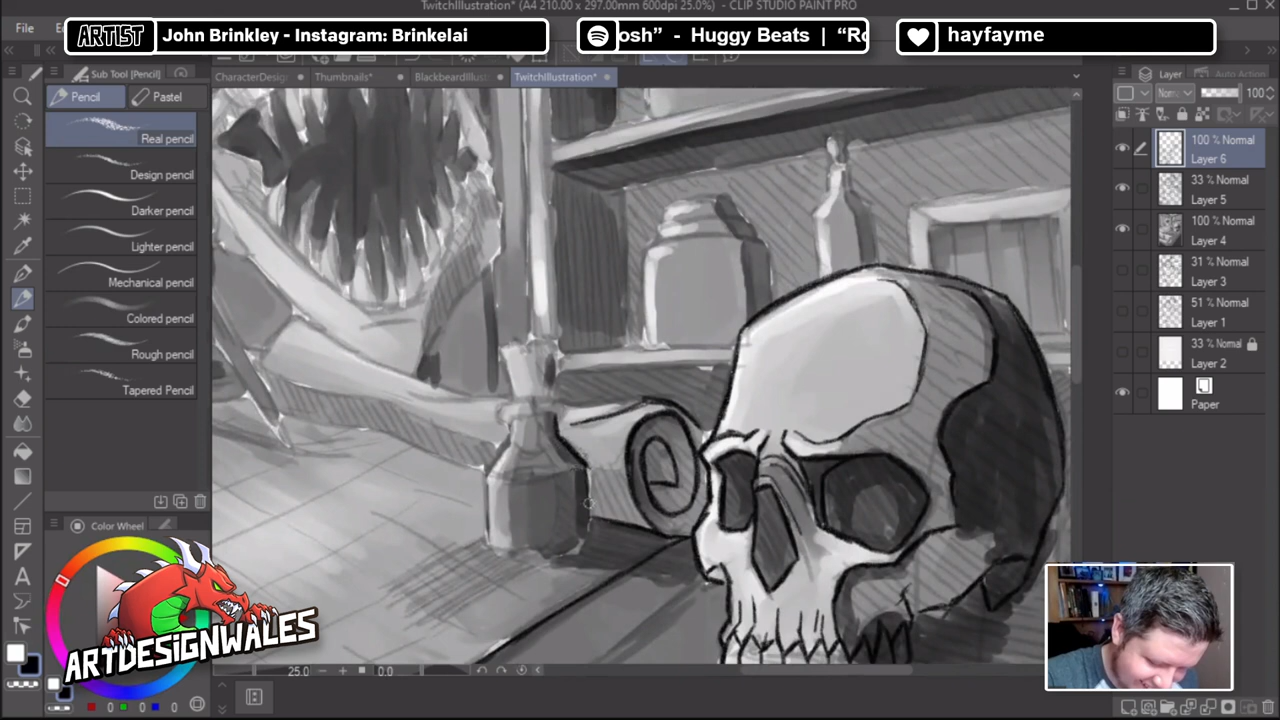 TwitchIllustration* (A4 210.00 x 297.00mm 600dpi 25.0%) - CLIP STUDIO PAINT PRO
File
ARTIST
John Brinkley - Instagram: Brinkelai
osh” - Huggy Beats | “Ro
hayfayme
Sub Tool [Pencil]
CharacterDesig
Thumbnails*
BlackbeardIllus
TwitchIllustration*
Layer
Auto Action
Pencil
Pastel
Norm
100
Real pencil
Design pencil
Darker pencil
Lighter pencil
Mechanical pencil
Colored pencil
Rough pencil
Tapered Pencil
100 % Normal
Layer 6
33 % Normal
Layer 5
100 % Normal
Layer 4
31 % Normal
Layer 3
51 % Normal
Layer 1
33 % Normal
Layer 2
Paper
Color Wheel
ARTDESIGNWALES
25.0
0.0
0 0 0